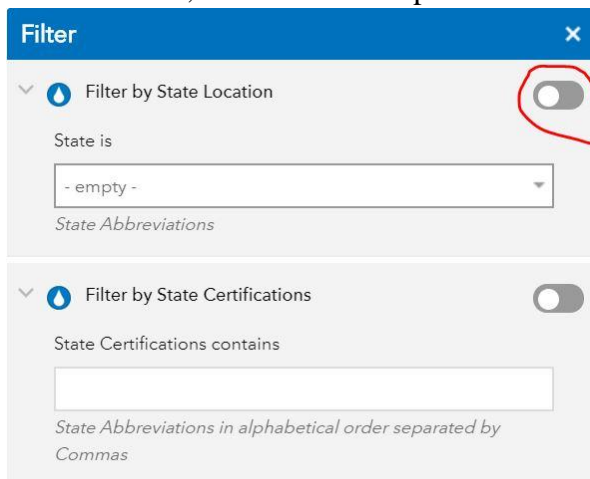 Filter
Filter by State Location
State is
- empty -
State Abbreviations
Filter by State Certifications
State Certifications contains
State Abbreviations in alphabetical order separated by
Commas